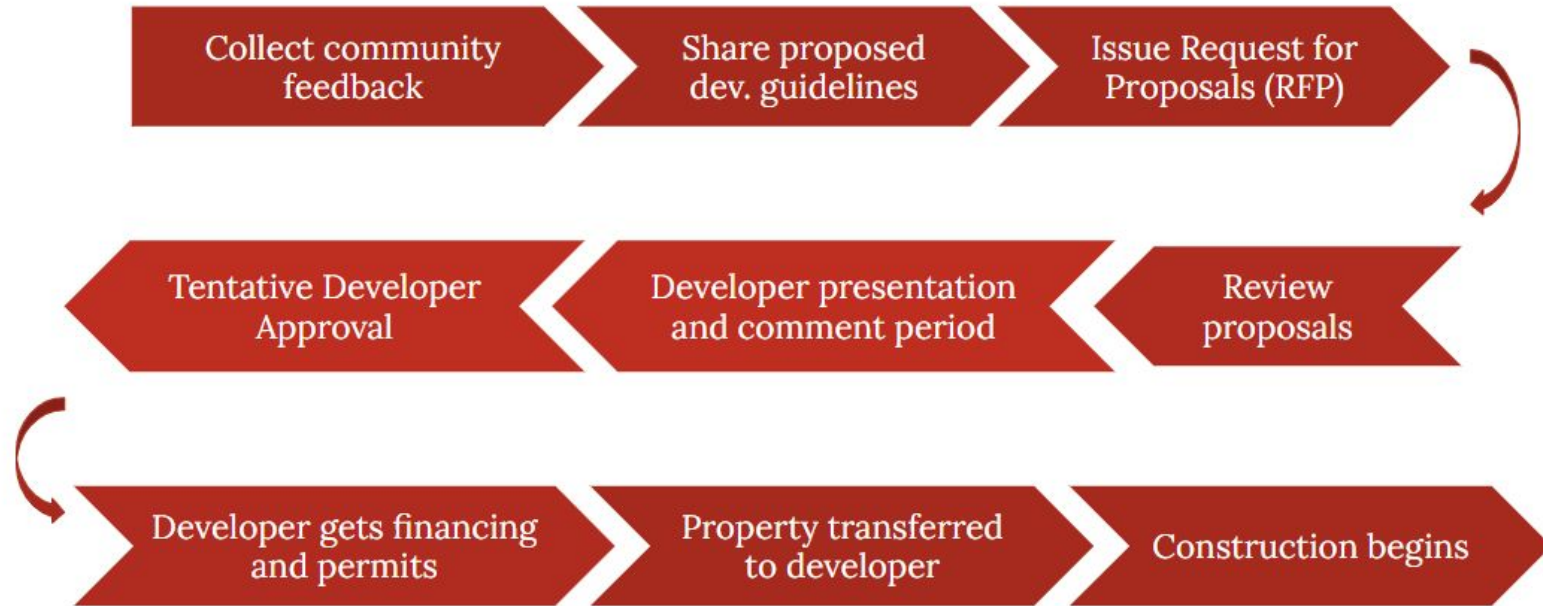 Collect community
feedback
Share proposed
dev. guidelines
Issue Request for
Proposals (RFP)
Review
proposals
Developer presentation
and comment period
Tentative Developer
Approval
Developer gets financing
and permits
Property transferred
to developer
Construction begins